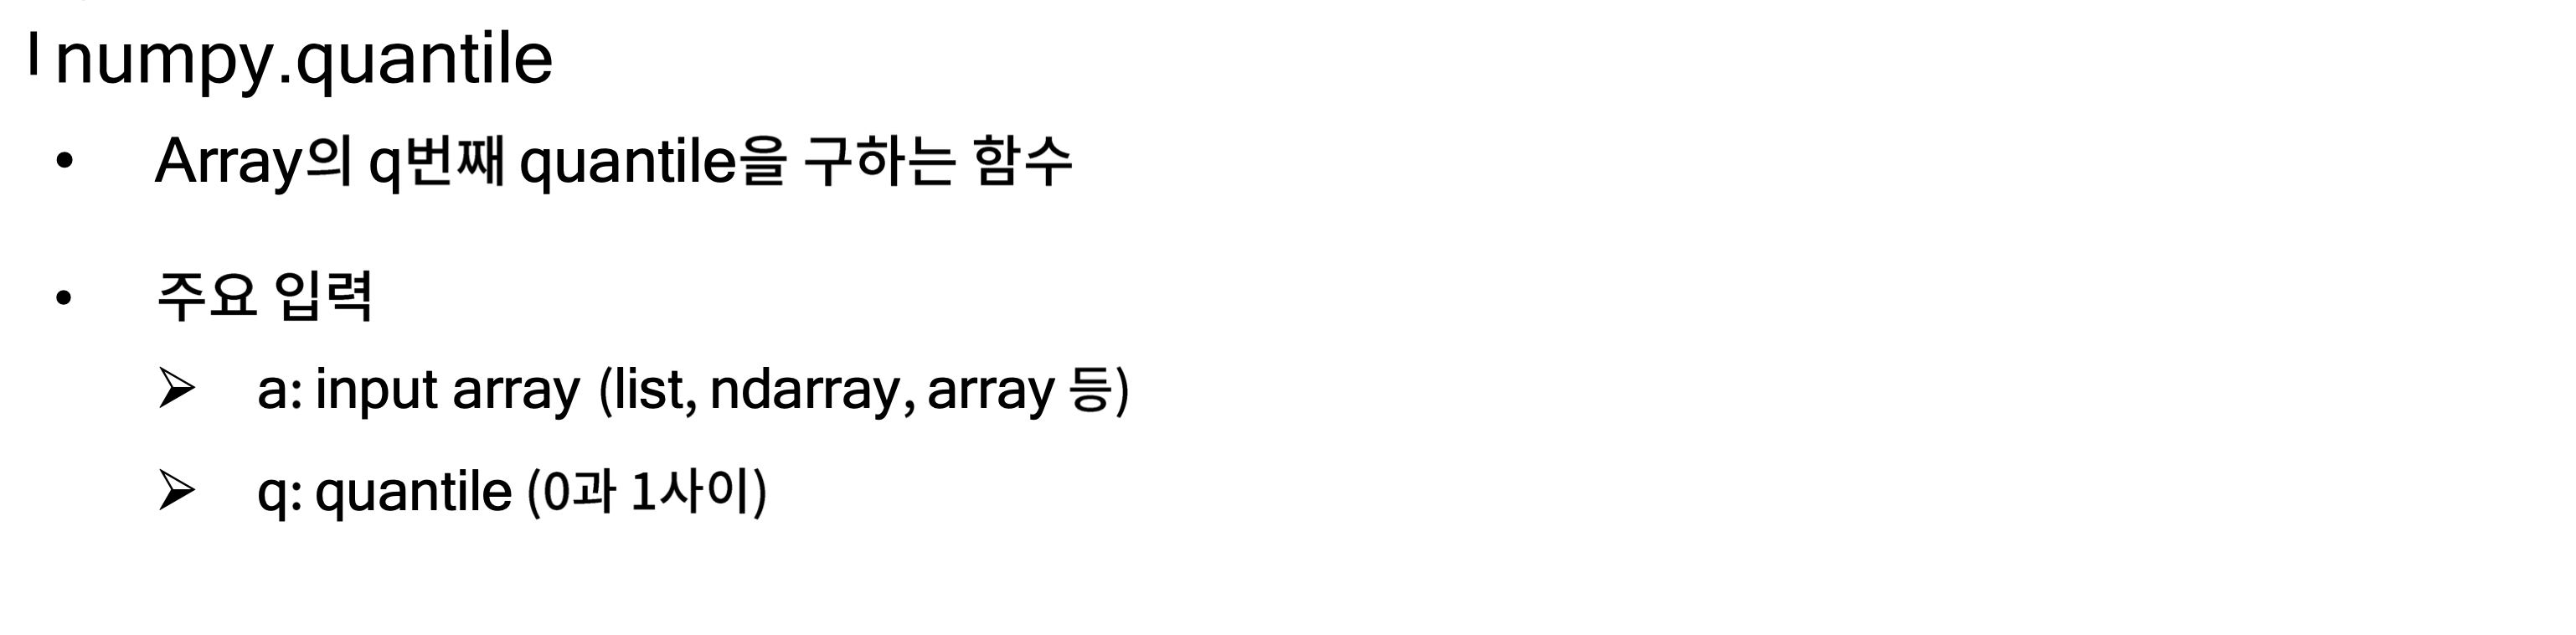 numpy.quantile
• Array의 q번째 quantile을 구하는 함수
• 주요 입력
➢ a: input array (list, ndarray, array 등)
➢ q: quantile (0과 1사이)